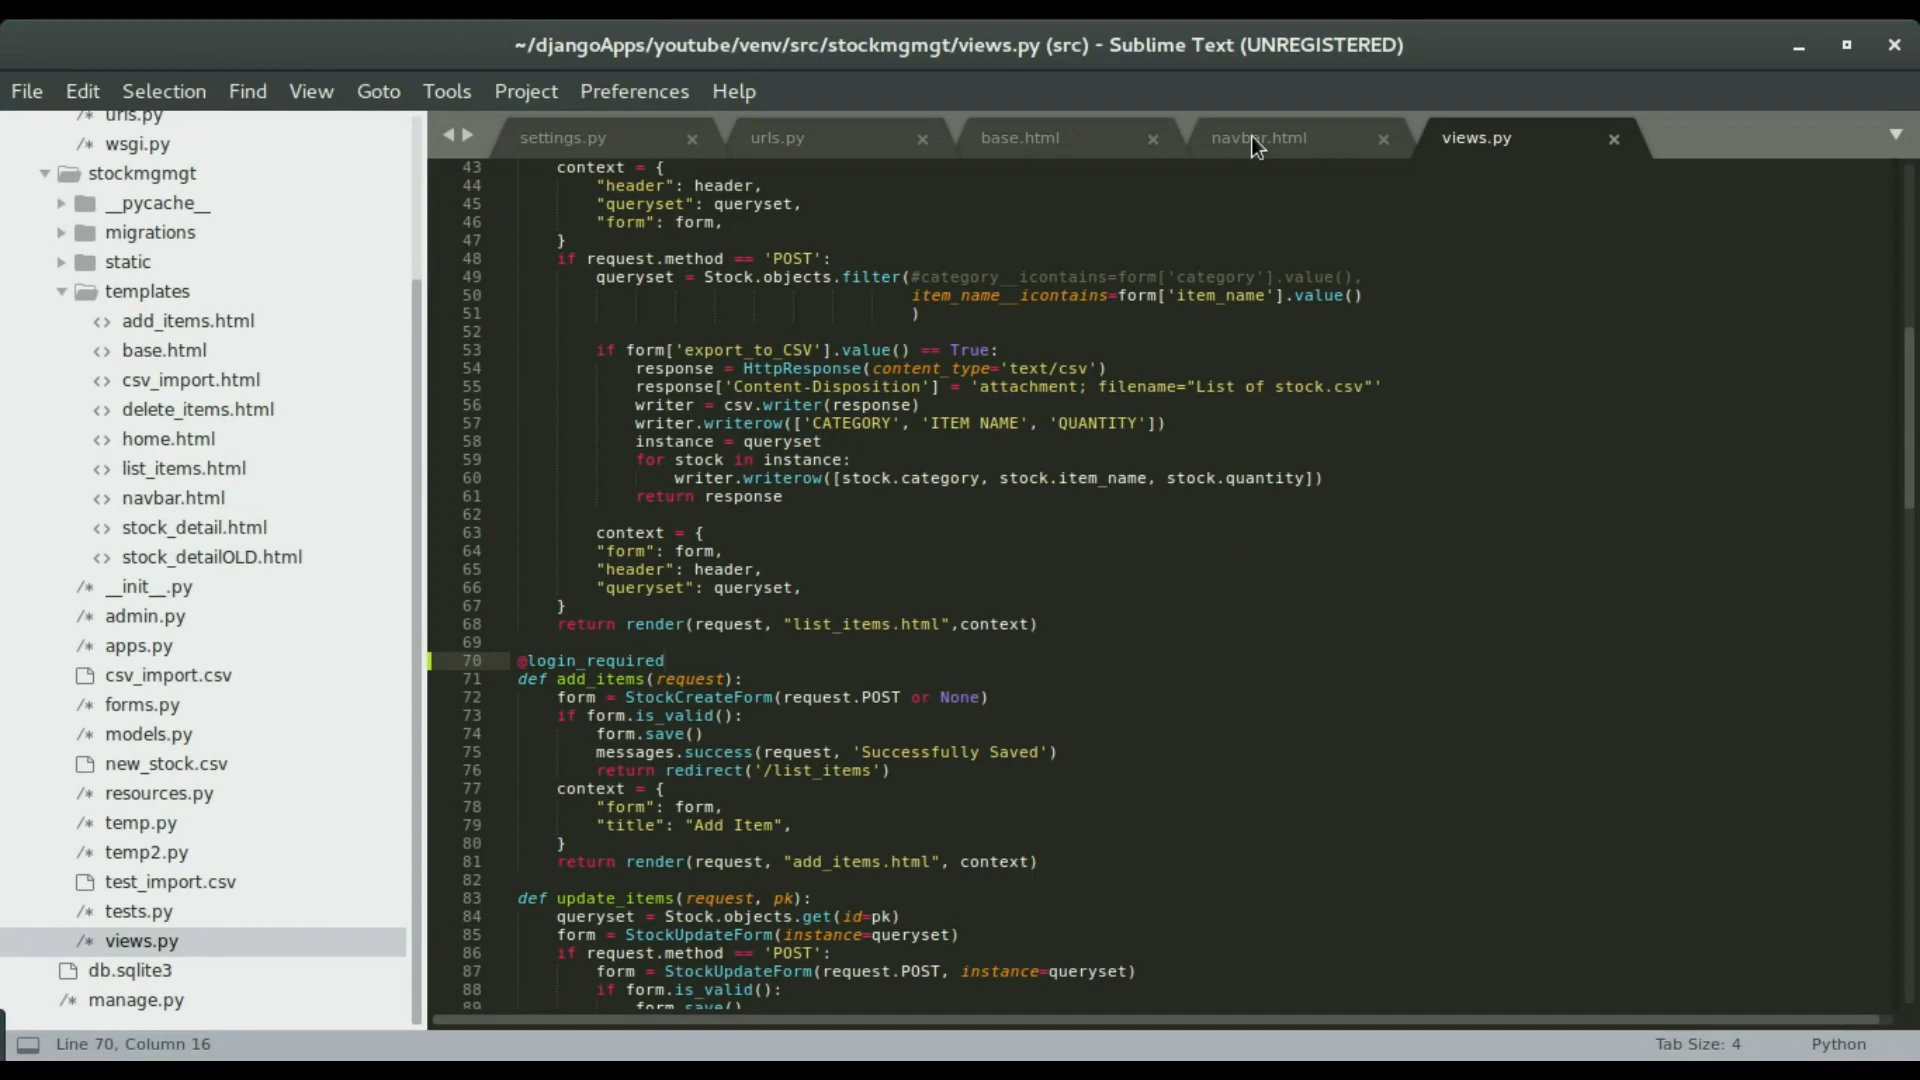 ~/djangoApps/youtube/venv/src/stockmgmgt/views.py (src) - Sublime Text (UNREGISTERED)
File Edit Selection Find View Goto Tools Project Preferences Help
settings.py urls.py base.html navbar.html views.py
/* urls.py
/* wsgi.py
stockmgmgt
__pycache__
migrations
static
templates
<> add_items.html
<> base.html
<> csv_import.html
<> delete_items.html
<> home.html
<> list_items.html
<> navbar.html
<> stock_detail.html
<> stock_detailOLD.html
/* __init__.py
/* admin.py
/* apps.py
csv_import.csv
/* forms.py
/* models.py
new_stock.csv
/* resources.py
/* temp.py
/* temp2.py
test_import.csv
/* tests.py
/* views.py
db.sqlite3
/* manage.py
43 context = {
44 "header": header,
45 "queryset": queryset,
46 "form": form,
47 }
48 if request.method == 'POST':
49 queryset = Stock.objects.filter(#category__icontains=form['category'].value(),
50 item_name__icontains=form['item_name'].value()
51 )
52
53 if form['export_to_CSV'].value() == True:
54 response = HttpResponse(content_type='text/csv')
55 response['Content-Disposition'] = 'attachment; filename="List of stock.csv"'
56 writer = csv.writer(response)
57 writer.writerow(['CATEGORY', 'ITEM NAME', 'QUANTITY'])
58 instance = queryset
59 for stock in instance:
60 writer.writerow([stock.category, stock.item_name, stock.quantity])
61 return response
62
63 context = {
64 "form": form,
65 "header": header,
66 "queryset": queryset,
67 }
68 return render(request, "list_items.html",context)
69
70 @login_required
71 def add_items(request):
72 form = StockCreateForm(request.POST or None)
73 if form.is_valid():
74 form.save()
75 messages.success(request, 'Successfully Saved')
76 return redirect('/list_items')
77 context = {
78 "form": form,
79 "title": "Add Item",
80 }
81 return render(request, "add_items.html", context)
82
83 def update_items(request, pk):
84 queryset = Stock.objects.get(id=pk)
85 form = StockUpdateForm(instance=queryset)
86 if request.method == 'POST':
87 form = StockUpdateForm(request.POST, instance=queryset)
88 if form.is_valid():
89 form.save()
Line 70, Column 16 Tab Size: 4 Python